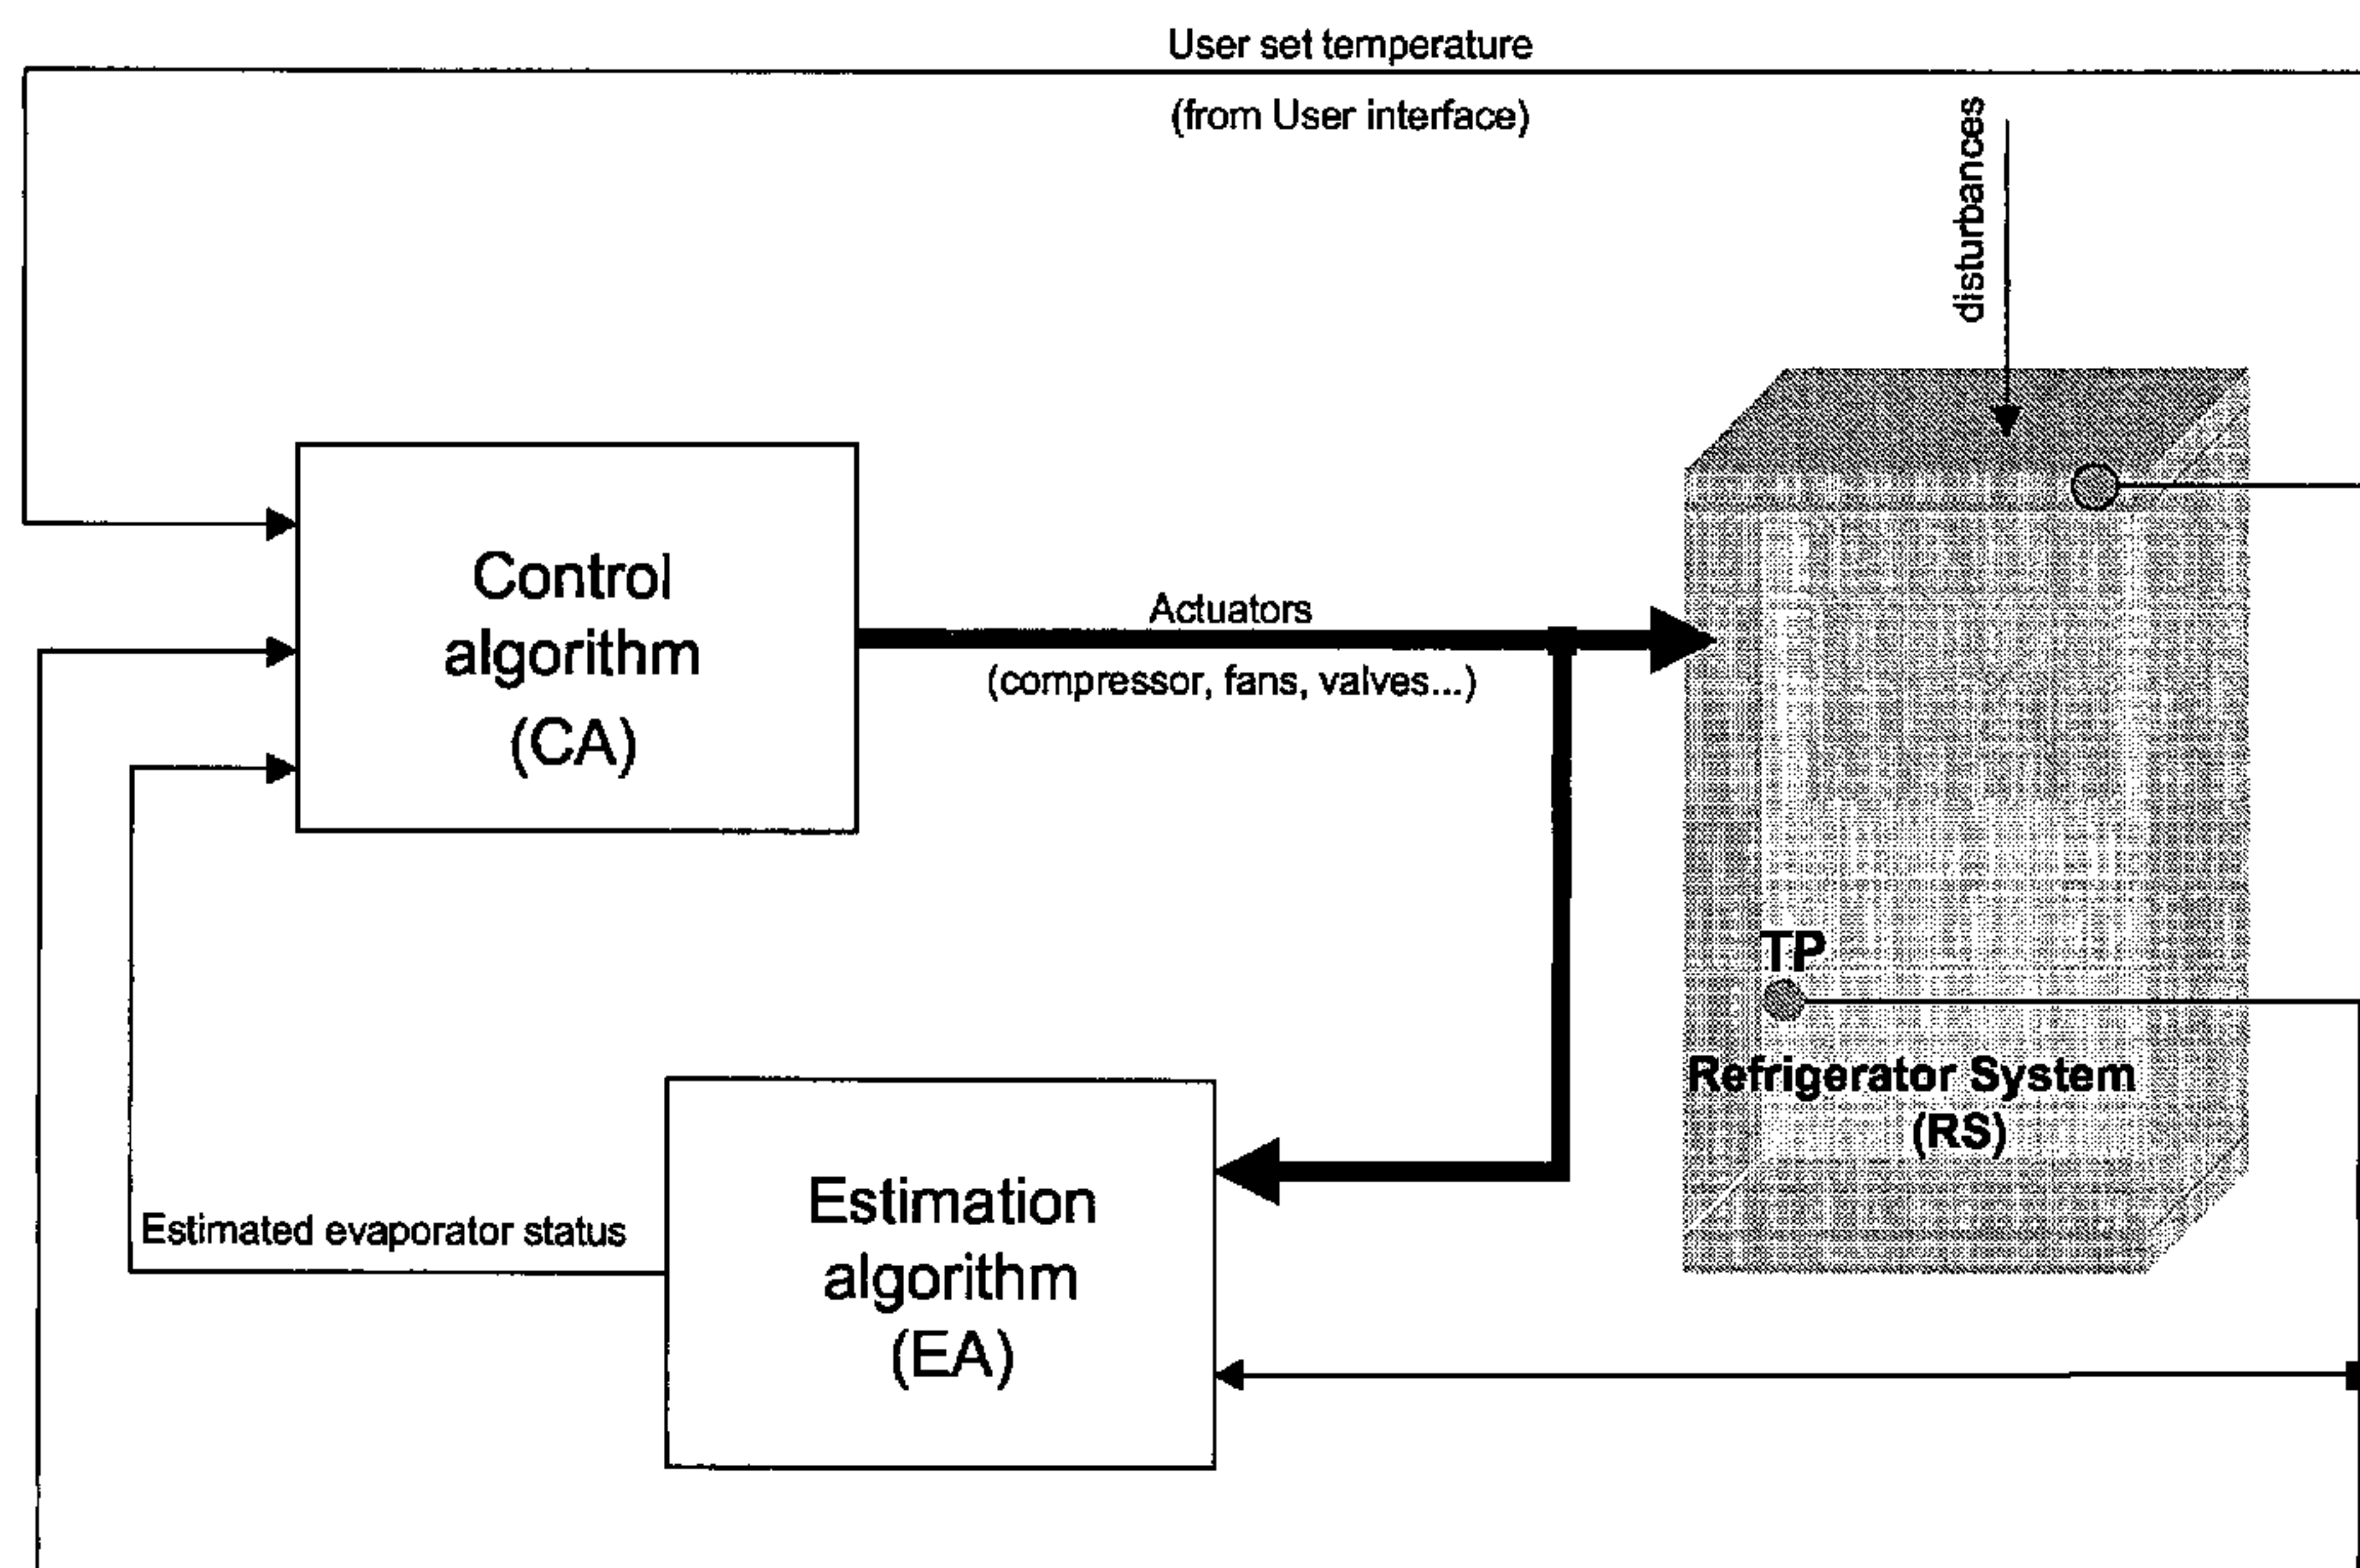 User set temperature
(from User interface)
disturbances
Control
algorithm
(CA)
Actuators
(compressor, fans, valves...)
TP
Refrigerator System
(RS)
Estimated evaporator status
Estimation
algorithm
(EA)